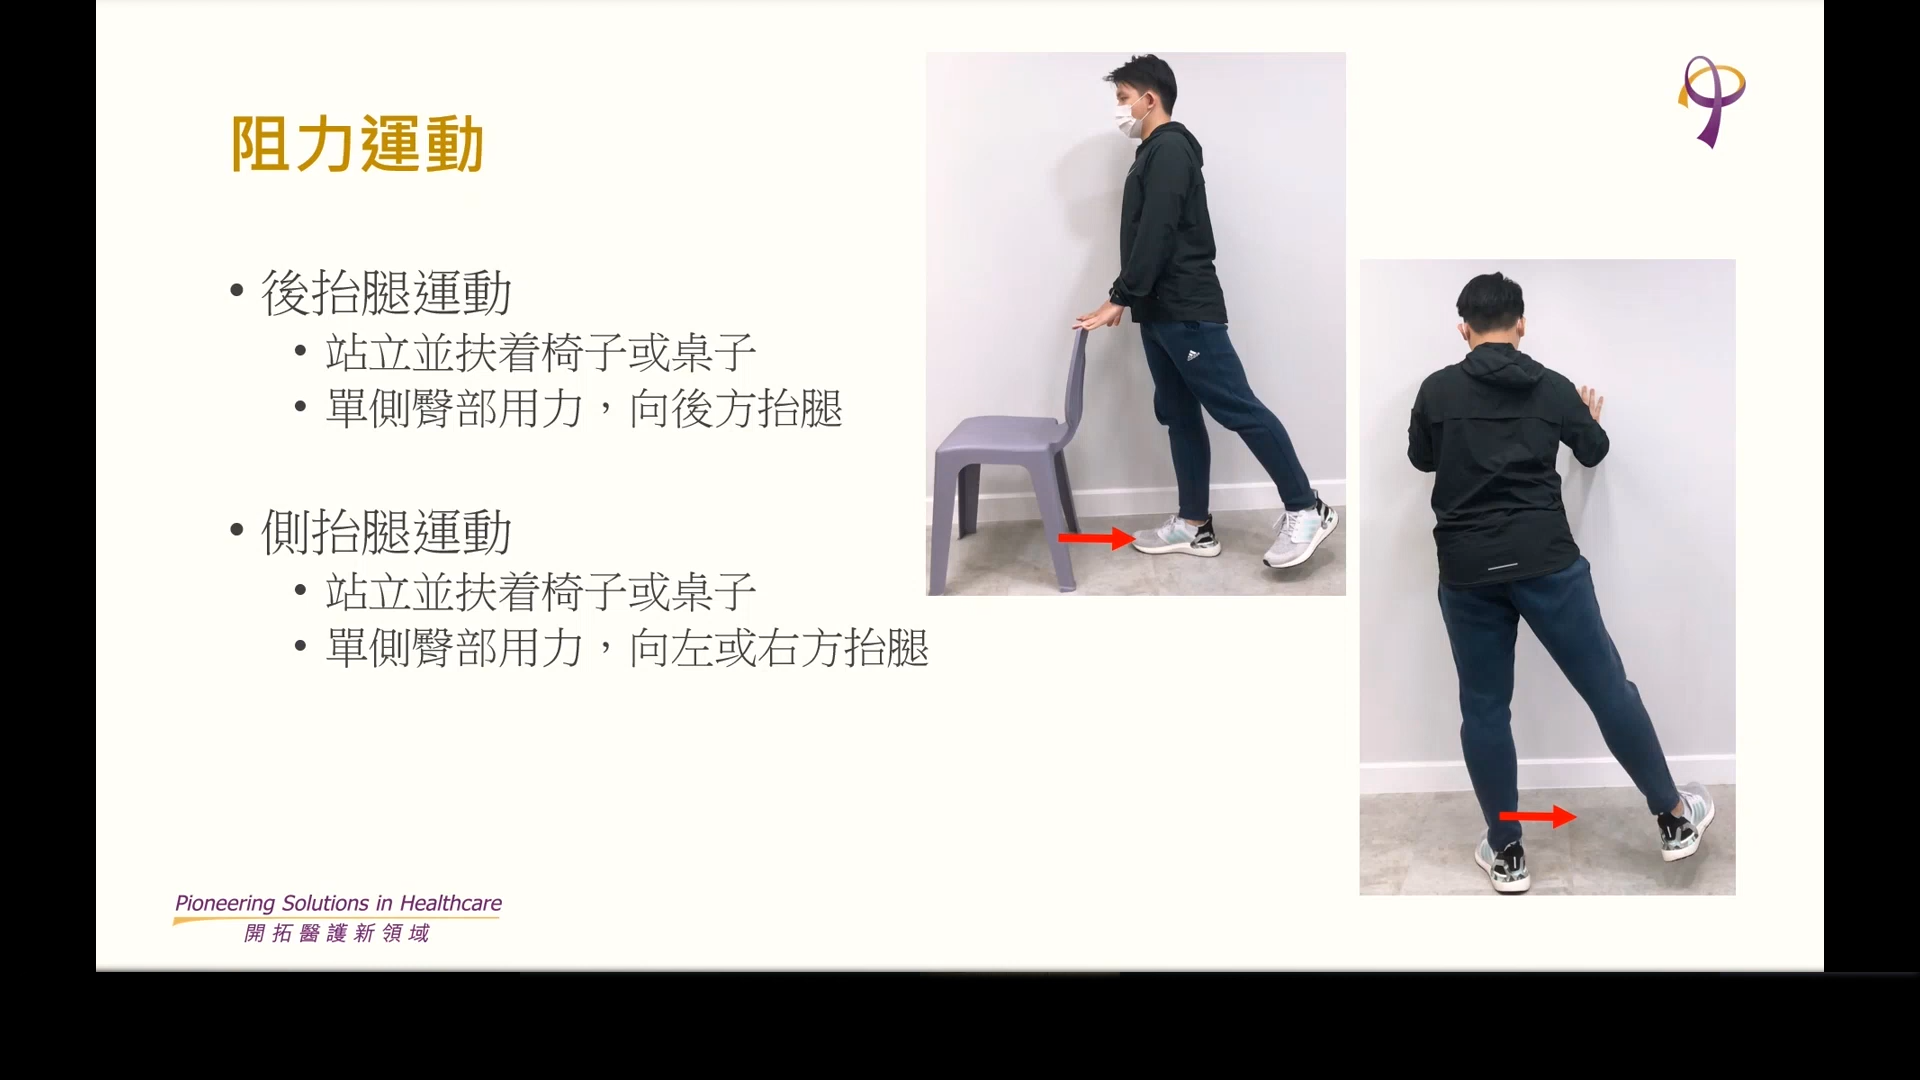 阻力運動
• 後抬腿運動
• 站立並扶着椅子或桌子
• 單側臀部用力，向後方抬腿
• 側抬腿運動
• 站立並扶着椅子或桌子
• 單側臀部用力，向左或右方抬腿
Pioneering Solutions in Healthcare
開拓醫護新領域